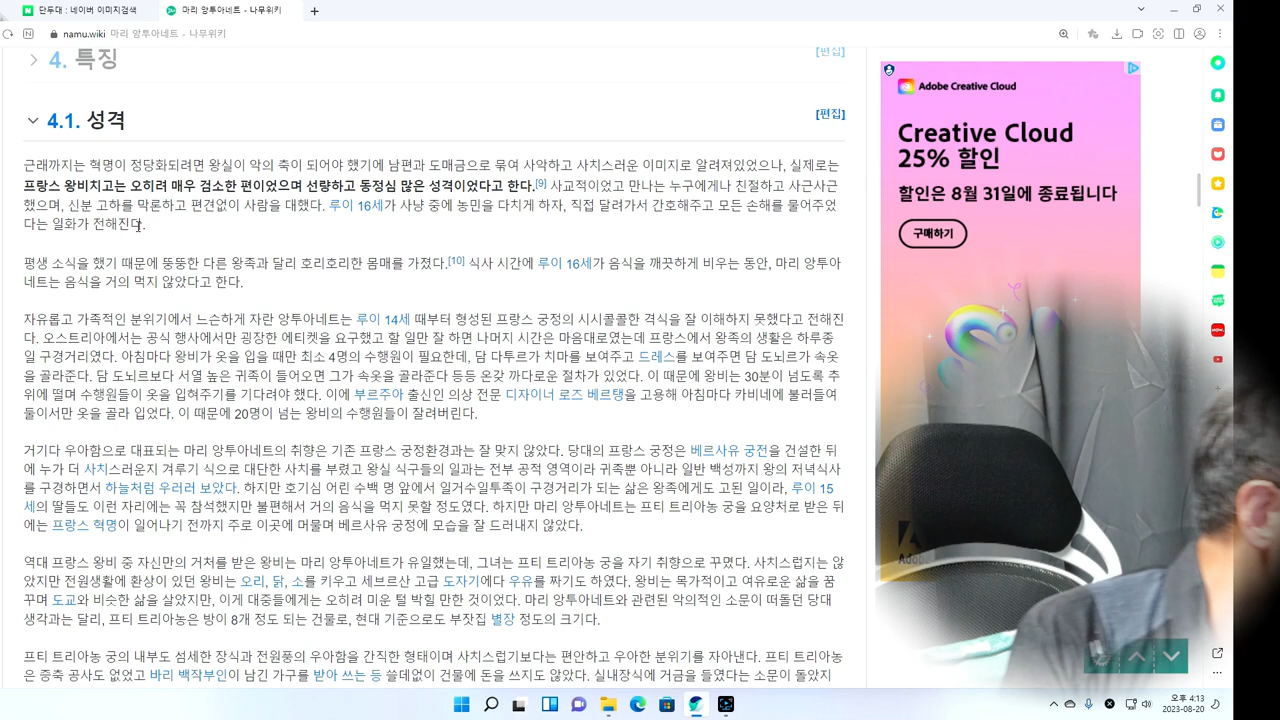 단두대 : 네이버 이미지검색
마리 앙투아네트 - 나무위키
namu.wiki 마리 앙투아네트 - 나무위키
4. 특징
[편집]
4.1. 성격
[편집]
근래까지는 혁명이 정당화되려면 왕실이 악의 축이 되어야 했기에 남편과 도매금으로 묶여 사악하고 사치스러운 이미지로 알려져있었으나, 실제로는
프랑스 왕비치고는 오히려 매우 검소한 편이었으며 선량하고 동정심 많은 성격이었다고 한다.[9] 사교적이었고 만나는 누구에게나 친절하고 사근사근
했으며, 신분 고하를 막론하고 편견없이 사람을 대했다. 루이 16세가 사냥 중에 농민을 다치게 하자, 직접 달려가서 간호해주고 모든 손해를 물어주었
다는 일화가 전해진다.
평생 소식을 했기 때문에 뚱뚱한 다른 왕족과 달리 호리호리한 몸매를 가졌다.[10] 식사 시간에 루이 16세가 음식을 깨끗하게 비우는 동안, 마리 앙투아
네트는 음식을 거의 먹지 않았다고 한다.
자유롭고 가족적인 분위기에서 느슨하게 자란 앙투아네트는 루이 14세 때부터 형성된 프랑스 궁정의 시시콜콜한 격식을 잘 이해하지 못했다고 전해진
다. 오스트리아에서는 공식 행사에서만 굉장한 에티켓을 요구했고 할 일만 잘 하면 나머지 시간은 마음대로였는데 프랑스에서 왕족의 생활은 하루종
일 구경거리였다. 아침마다 왕비가 옷을 입을 때만 최소 4명의 수행원이 필요한데, 담 다투르가 치마를 보여주고 드레스를 보여주면 담 도뇌르가 속옷
을 골라준다. 담 도뇌르보다 서열 높은 귀족이 들어오면 그가 속옷을 골라준다 등등 온갖 까다로운 절차가 있었다. 이 때문에 왕비는 30분이 넘도록 추
위에 떨며 수행원들이 옷을 입혀주기를 기다려야 했다. 이에 부르주아 출신인 의상 전문 디자이너 로즈 베르탱을 고용해 아침마다 카비네에 불러들여
둘이서만 옷을 골라 입었다. 이 때문에 20명이 넘는 왕비의 수행원들이 잘려버린다.
거기다 우아함으로 대표되는 마리 앙투아네트의 취향은 기존 프랑스 궁정환경과는 잘 맞지 않았다. 당대의 프랑스 궁정은 베르사유 궁전을 건설한 뒤
에 누가 더 사치스러운지 겨루기 식으로 대단한 사치를 부렸고 왕실 식구들의 일과는 전부 공적 영역이라 귀족뿐 아니라 일반 백성까지 왕의 저녁식사
를 구경하면서 하늘처럼 우러러 보았다. 하지만 호기심 어린 수백 명 앞에서 일거수일투족이 구경거리가 되는 삶은 왕족에게도 고된 일이라, 루이 15
세의 딸들도 이런 자리에는 꼭 참석했지만 불편해서 거의 음식을 먹지 못할 정도였다. 하지만 마리 앙투아네트는 프티 트리아농 궁을 요양처로 받은 뒤
에는 프랑스 혁명이 일어나기 전까지 주로 이곳에 머물며 베르사유 궁정에 모습을 잘 드러내지 않았다.
역대 프랑스 왕비 중 자신만의 거처를 받은 왕비는 마리 앙투아네트가 유일했는데, 그녀는 프티 트리아농 궁을 자기 취향으로 꾸몄다. 사치스럽지는 않
았지만 전원생활에 환상이 있던 왕비는 오리, 닭, 소를 키우고 세브르산 고급 도자기에다 우유를 짜기도 하였다. 왕비는 목가적이고 여유로운 삶을 꿈
꾸며 도교와 비슷한 삶을 살았지만, 이게 대중들에게는 오히려 미운 털 박힐 만한 것이었다. 마리 앙투아네트와 관련된 악의적인 소문이 떠돌던 당대
생각과는 달리, 프티 트리아농은 방이 8개 정도 되는 건물로, 현대 기준으로도 부잣집 별장 정도의 크기다.
프티 트리아농 궁의 내부도 섬세한 장식과 전원풍의 우아함을 간직한 형태이며 사치스럽기보다는 편안하고 우아한 분위기를 자아낸다. 프티 트리아농
은 증축 공사도 없었고 바리 백작부인이 남긴 가구를 받아 쓰는 등 쓸데없이 건물에 돈을 쓰지도 않았다. 실내장식에 거금을 들였다는 소문이 돌았지
Adobe Creative Cloud
Creative Cloud
25% 할인
할인은 8월 31일에 종료됩니다
구매하기
오후 4:13
2023-08-20